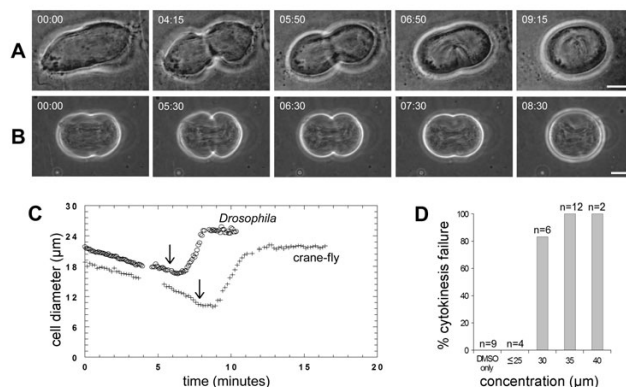 A
00:00
04:15
05:50
06:50
09:15
B
00:00
05:30
06:30
07:30
08:30
C
30
24
18
12
6
0
cell diameter (µm)
Drosophila
crane-fly
0
5
10
15
20
time (minutes)
D
100
80
60
40
20
0
% cytokinesis failure
n=9
n=4
n=6
n=12
n=2
DMSO
only
≤25
30
35
40
concentration (µm)